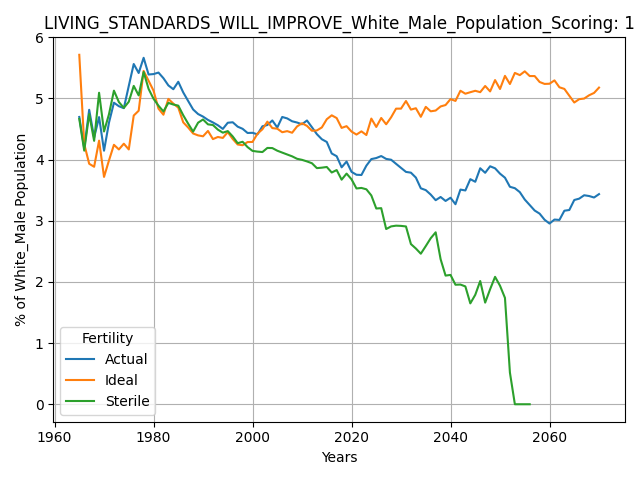 LIVING_STANDARDS_WILL_IMPROVE_White_Male_Population_Scoring: 1
% of White_Male Population
6
5
4
3
2
1
0
Fertility
Actual
Ideal
Sterile
1960
1980
2000
2020
2040
2060
Years